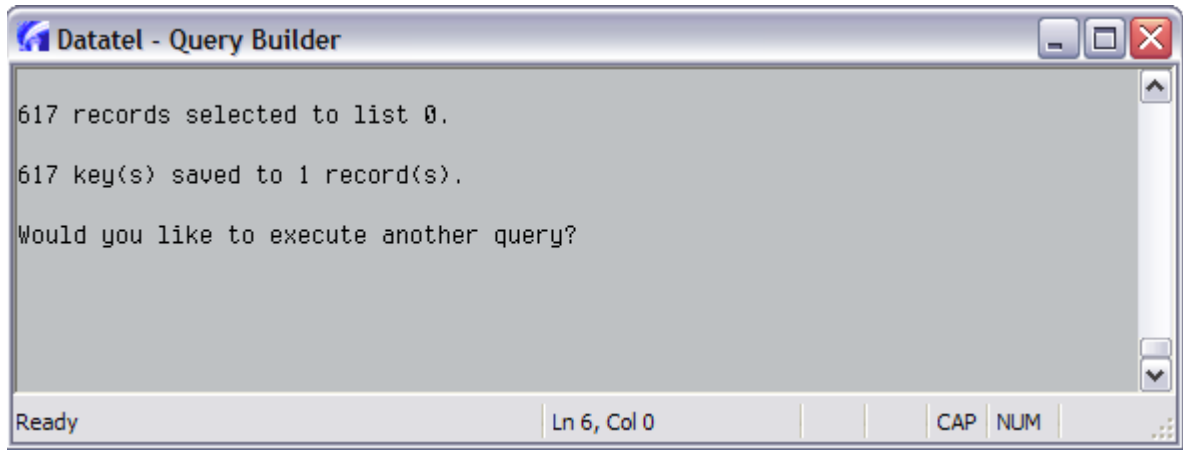 Datatel - Query Builder
617 records selected to list 0.
617 key(s) saved to 1 record(s).
Would you like to execute another query?
Ready Ln 6, Col 0 CAP NUM